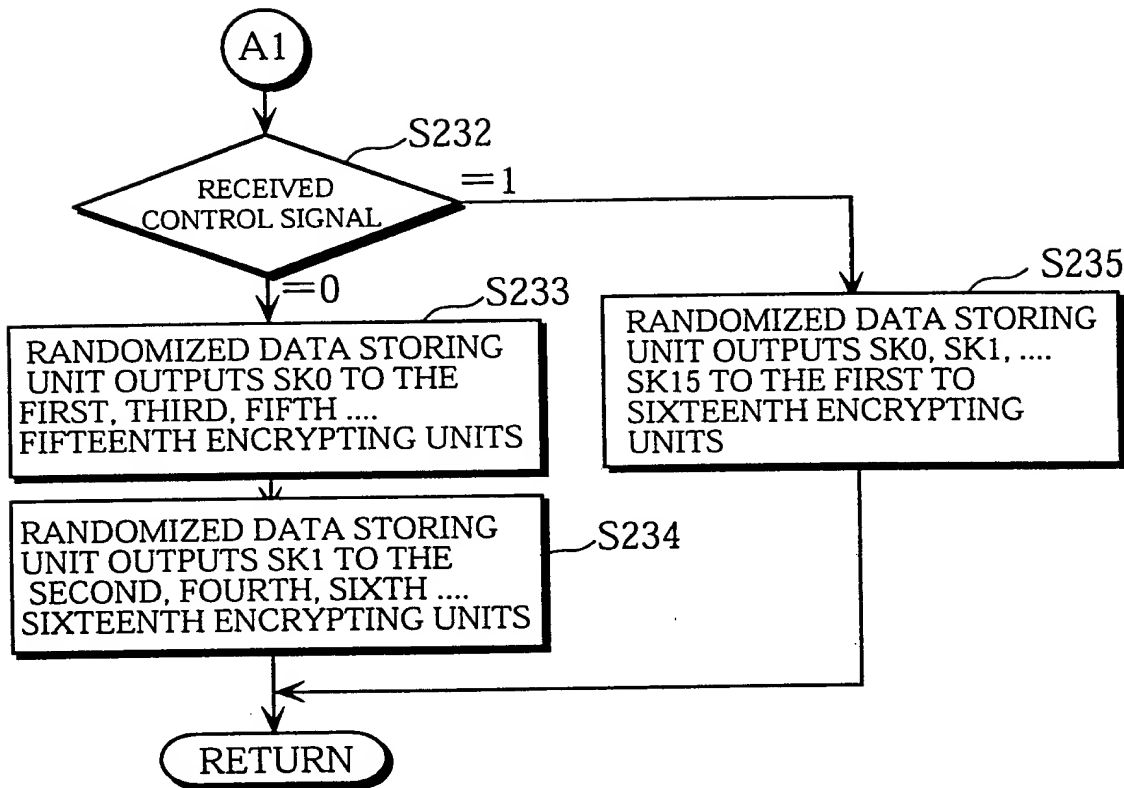 A1
S232
RECEIVED
CONTROL SIGNAL
=1
=0
S233
RANDOMIZED DATA STORING
UNIT OUTPUTS SK0 TO THE
FIRST, THIRD, FIFTH ....
FIFTEENTH ENCRYPTING UNITS
S235
RANDOMIZED DATA STORING
UNIT OUTPUTS SK0, SK1, ....
SK15 TO THE FIRST TO
SIXTEENTH ENCRYPTING
UNITS
RANDOMIZED DATA STORING
UNIT OUTPUTS SK1 TO THE
SECOND, FOURTH, SIXTH ....
SIXTEENTH ENCRYPTING UNITS
S234
RETURN